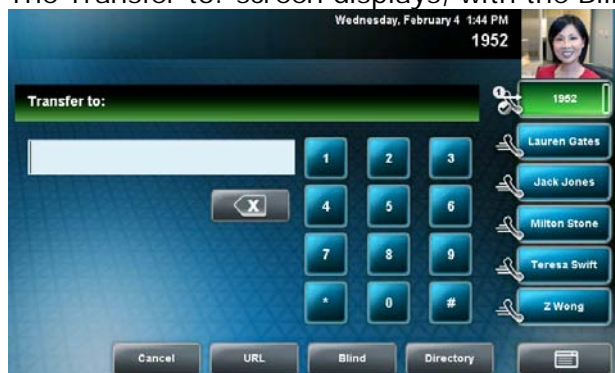 The Transfer to: screen displays, with the
Wednesday, February 4 1:44 PM
1952
Transfer to:
1952
Lauren Gates
Jack Jones
Milton Stone
Teresa Swift
Z Wong
1 2 3
X
4 5 6
7 8 9
* 0 #
Cancel URL Blind Directory